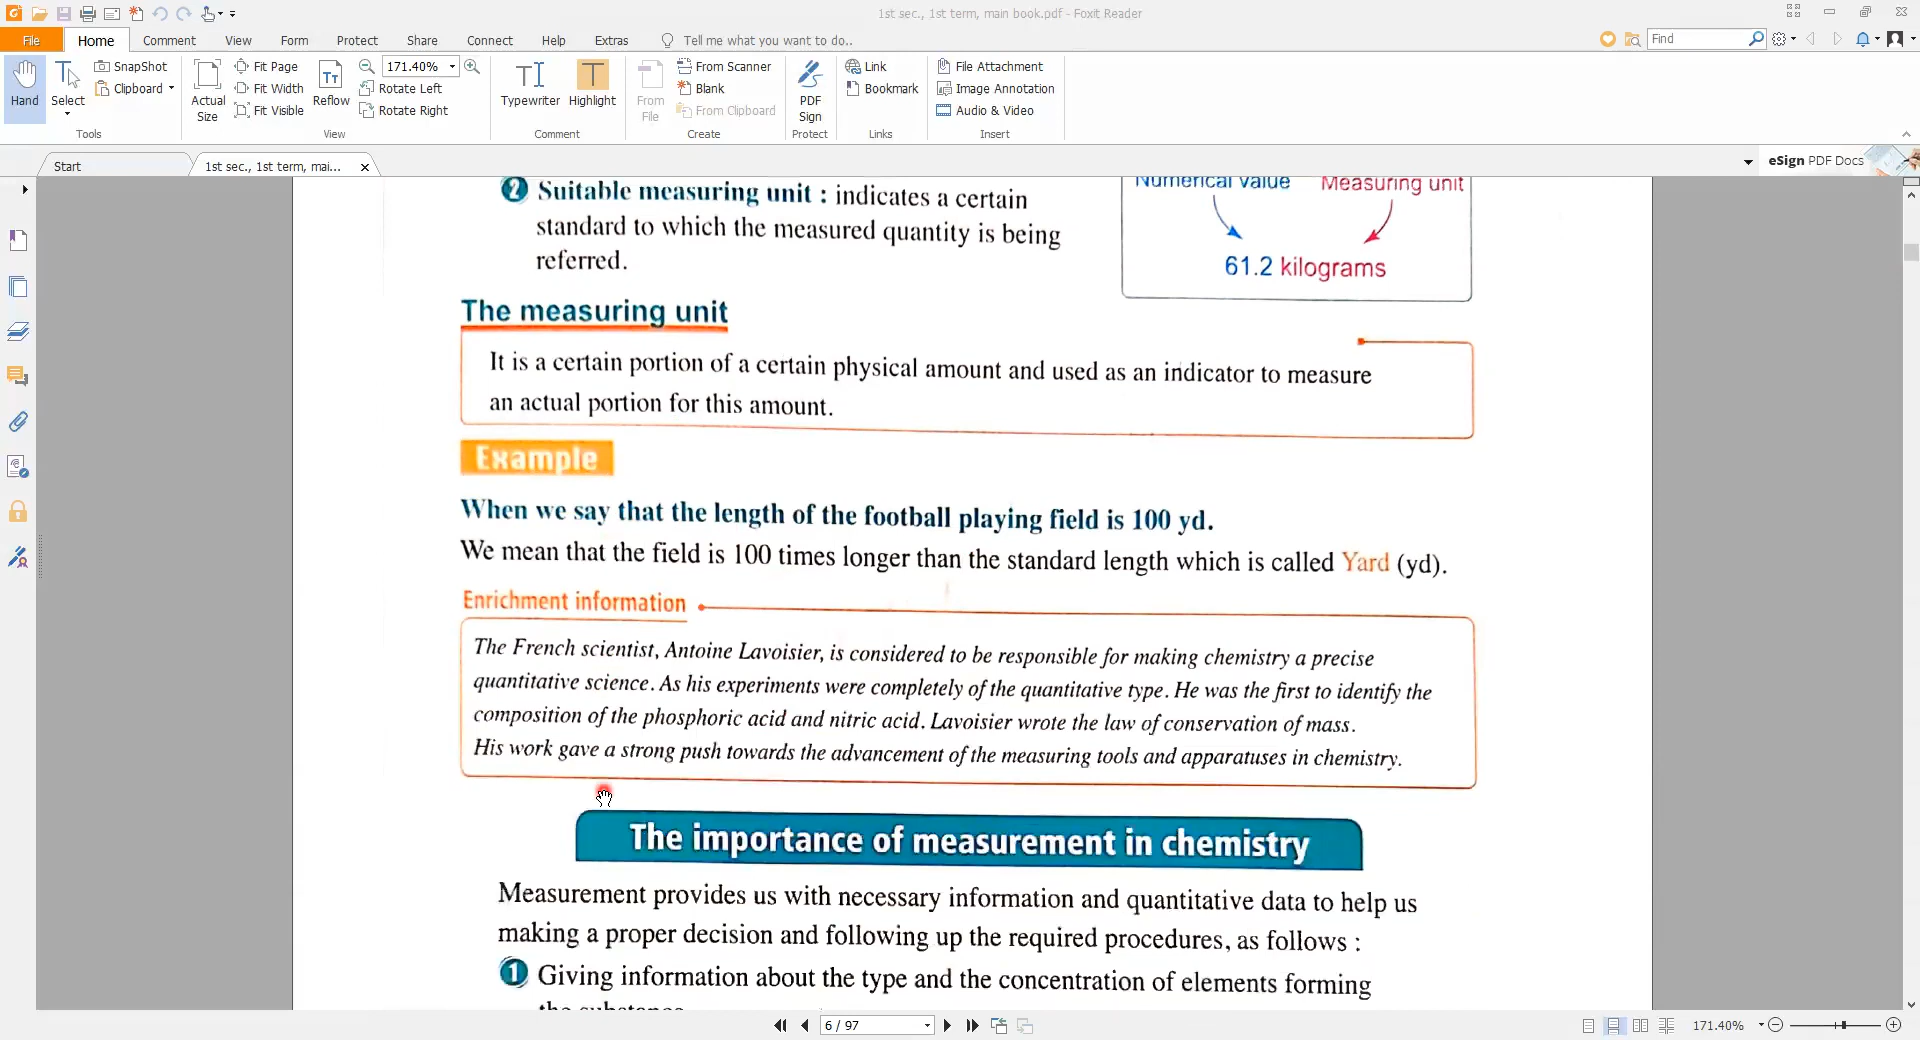 1st sec., 1st term, main book.pdf - Foxit Reader
File Home Comment View Form Protect Share Connect Help Extras Tell me what you want to do.. Find
Hand
Select
SnapShot
Clipboard
Tools
Actual Size
Fit Page
Fit Width
Fit Visible
Reflow
171.40%
Rotate Left
Rotate Right
View
Typewriter
Highlight
Comment
From File
From Scanner
Blank
From Clipboard
Create
PDF Sign
Protect
Link
Bookmark
Links
File Attachment
Image Annotation
Audio & Video
Insert
Start
1st sec., 1st term, mai...
eSign PDF Docs
2 Suitable measuring unit : indicates a certain
standard to which the measured quantity is being
referred.
Numerical value Measuring unit
61.2 kilograms
The measuring unit
It is a certain portion of a certain physical amount and used as an indicator to measure
an actual portion for this amount.
Example
When we say that the length of the football playing field is 100 yd.
We mean that the field is 100 times longer than the standard length which is called Yard (yd).
Enrichment information
The French scientist, Antoine Lavoisier, is considered to be responsible for making chemistry a precise
quantitative science. As his experiments were completely of the quantitative type. He was the first to identify the
composition of the phosphoric acid and nitric acid. Lavoisier wrote the law of conservation of mass.
His work gave a strong push towards the advancement of the measuring tools and apparatuses in chemistry.
The importance of measurement in chemistry
Measurement provides us with necessary information and quantitative data to help us
making a proper decision and following up the required procedures, as follows :
1 Giving information about the type and the concentration of elements forming
the substance
6 / 97
171.40%